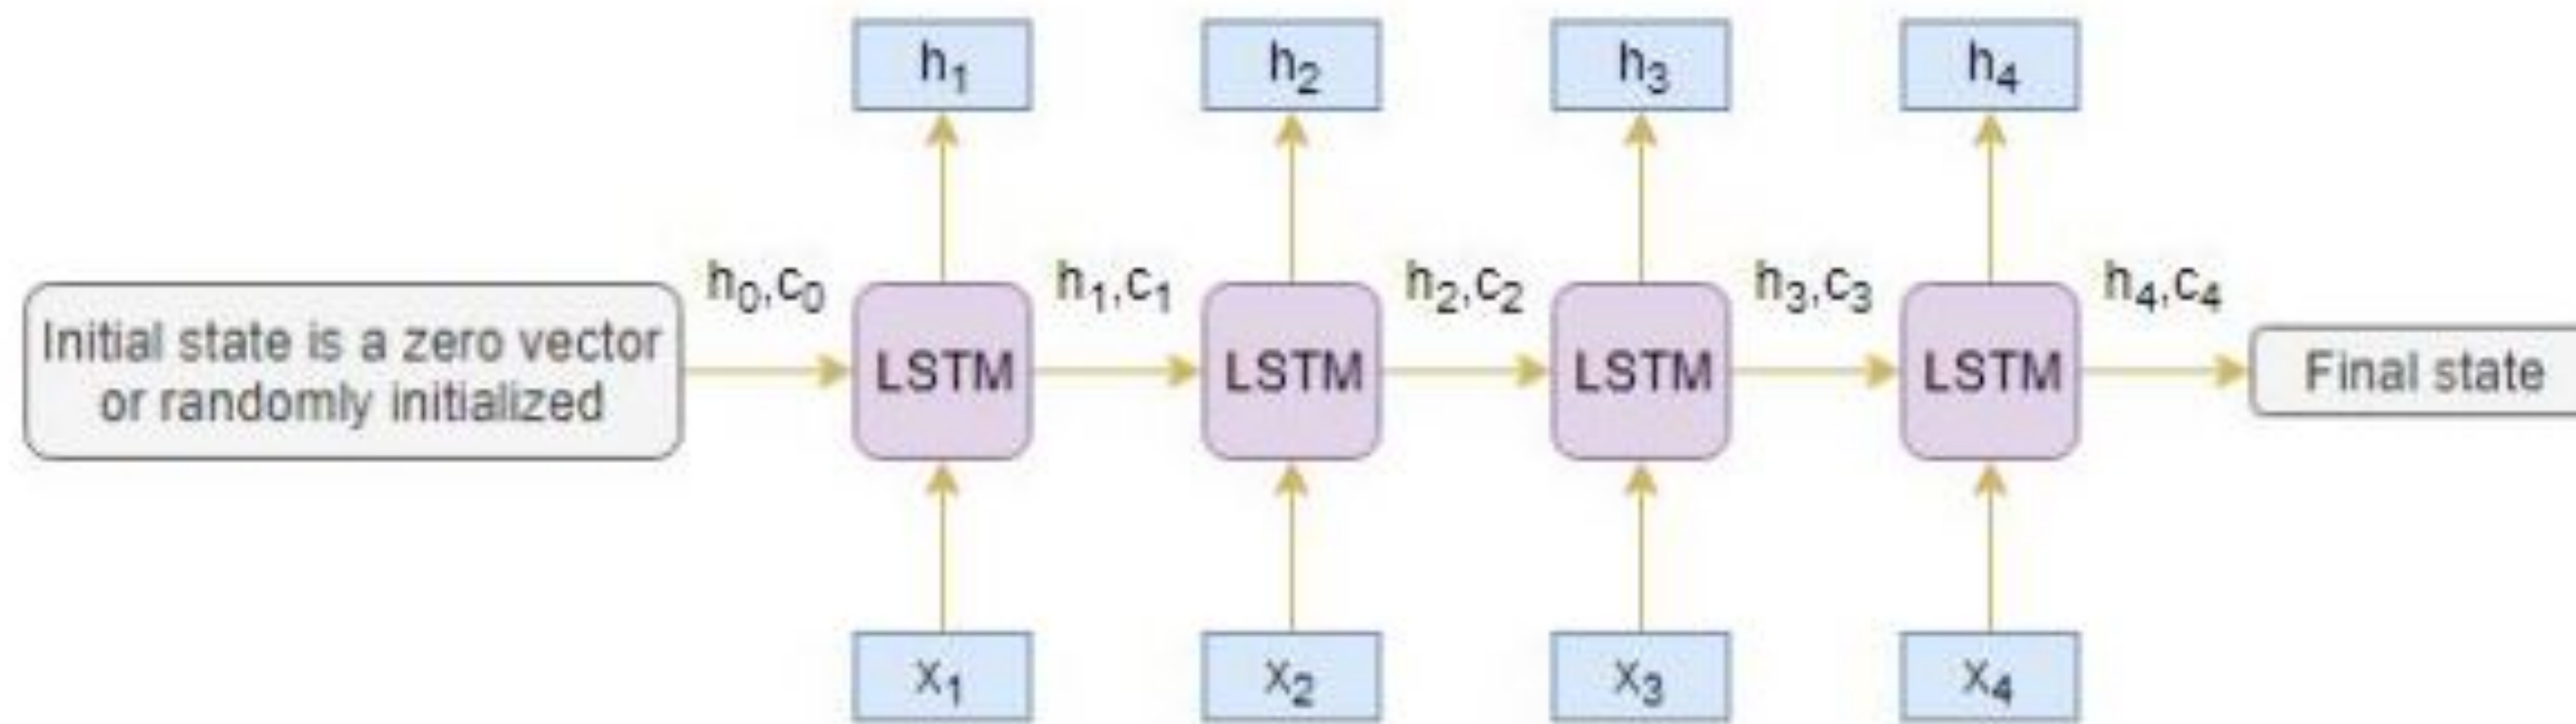 h₁ h₂ h₃ h₄
h₀,c₀ h₁,c₁ h₂,c₂ h₃,c₃ h₄,c₄
Initial state is a zero vector
or randomly initialized
LSTM LSTM LSTM LSTM Final state
x₁ x₂ x₃ x₄